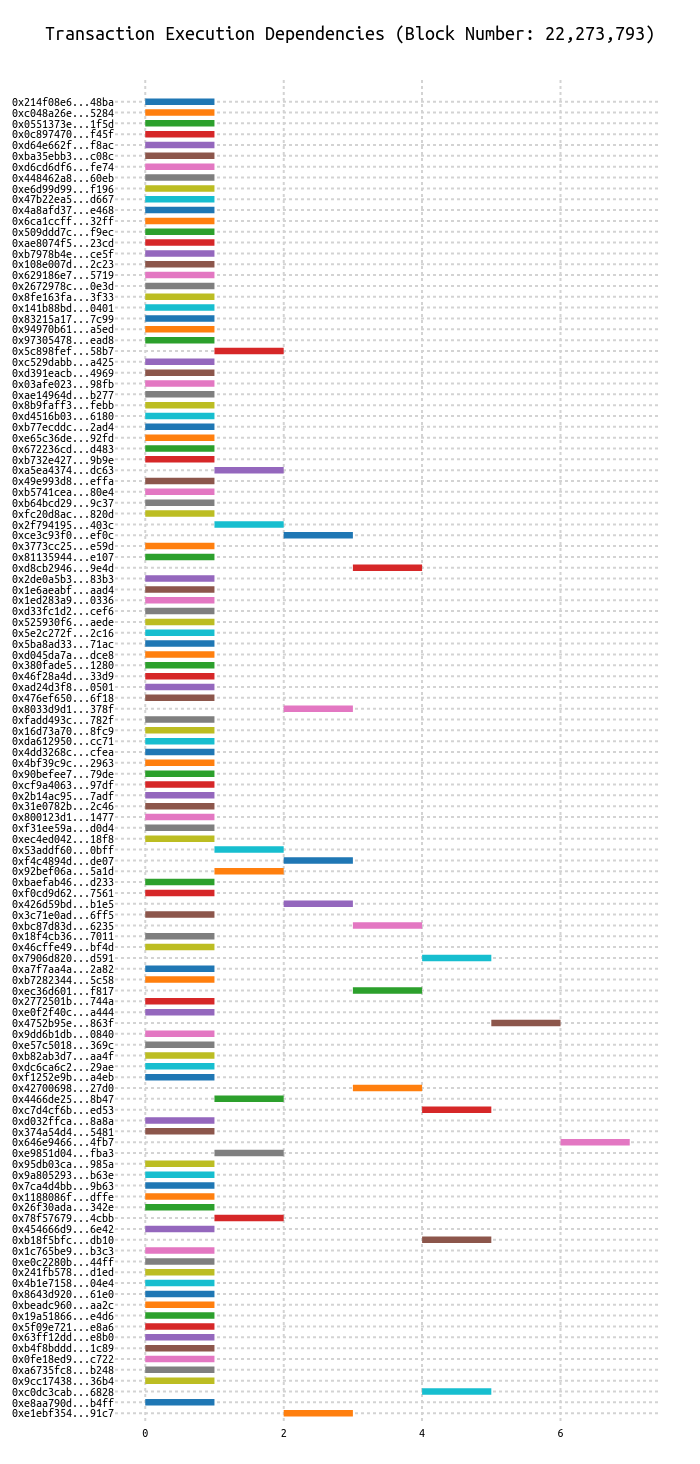 Transaction Execution Dependencies (Block Number: 22,273,793)
0x214f08e6...48ba
0xc048a26e...5284
0x0551373e...1f5d
0x0c897470...f45f
0xd64e662f...f8ac
0xba35ebb3...c08c
0xd6cd6df6...fe74
0x448462a8...60eb
0xe6d99d99...f196
0x47b22ea5...d667
0x4a8afd37...e468
0x6ca1ccff...32ff
0x509ddd7c...f9ec
0xae8074f5...23cd
0xb7978b4e...ce5f
0x108e007d...2c23
0x629186e7...5719
0x2672978c...0e3d
0x8fe163fa...3f33
0x141b88bd...0401
0x83215a17...7c99
0x94970b61...a5ed
0x97305478...ead8
0x5c898fef...58b7
0xc529dabb...a425
0xd391eacb...4969
0x03afe023...98fb
0xae14964d...b277
0x8b9faff3...febb
0xd4516b03...6180
0xb77ecddc...2ad4
0xe65c36de...92fd
0x672236cd...d483
0xb732e427...9b9e
0xa5ea4374...dc63
0x49e993d8...effa
0xb5741cea...80e4
0xb64bcd29...9c37
0xfc20d8ac...820d
0x2f794195...403c
0xce3c93f0...ef0c
0x3773cc25...e59d
0x81135944...e107
0xd8cb2946...9e4d
0x2de0a5b3...83b3
0x1e6aeabf...aad4
0x1ed283a9...0336
0xd33fc1d2...cef6
0x525930f6...aede
0x5e2c272f...2c16
0x5ba8ad33...71ac
0xd045da7a...dce8
0x380fade5...1280
0x46f28a4d...33d9
0xad24d3f8...0501
0x476ef650...6f18
0x8033d9d1...378f
0xfadd493c...782f
0x16d73a70...8fc9
0xda612950...cc71
0x4dd3268c...cfea
0x4bf39c9c...2963
0x90befee7...79de
0xcf9a4063...97df
0x2b14ac95...7adf
0x31e0782b...2c46
0x800123d1...1477
0xf31ee59a...d0d4
0xec4ed042...18f8
0x53addf60...0bff
0xf4c4894d...de07
0x92bef06a...5a1d
0xbaefab46...d233
0xf0cd9d62...7561
0x426d59bd...b1e5
0x3c71e0ad...6ff5
0xbc87d83d...6235
0x18f4cb36...7011
0x46cffe49...bf4d
0x7906d820...d591
0xa7f7aa4a...2a82
0xb7282344...5c58
0xec36d601...f817
0x2772501b...744a
0xe0f2f40c...a444
0x4752b95e...863f
0x9dd6b1db...0840
0xe57c5018...369c
0xb82ab3d7...aa4f
0xdc6ca6c2...29ae
0xf1252e9b...a4eb
0x42700698...27d0
0x4466de25...8b47
0xc7d4cf6b...ed53
0xd032ffca...8a8a
0x374a54d4...5481
0x646e9466...4fb7
0xe9851d04...fba3
0x95db03ca...985a
0x9a805293...b63e
0x7ca4d4bb...9b63
0x1188086f...dffe
0x26f30ada...342e
0x78f57679...4cbb
0x454666d9...6e42
0xb18f5bfc...db10
0x1c765be9...b3c3
0xe0c2280b...44ff
0x241fb578...d1ed
0x4b1e7158...04e4
0x8643d920...61e0
0xbeadc960...aa2c
0x19a51866...e4d6
0x5f09e721...e8a6
0x63ff12dd...e8b0
0xb4f8bddd...1c89
0x0fe18ed9...c722
0xa6735fc8...b248
0x9cc17438...36b4
0xc0dc3cab...6828
0xe8aa790d...b4ff
0xe1ebf354...91c7
0 2 4 6